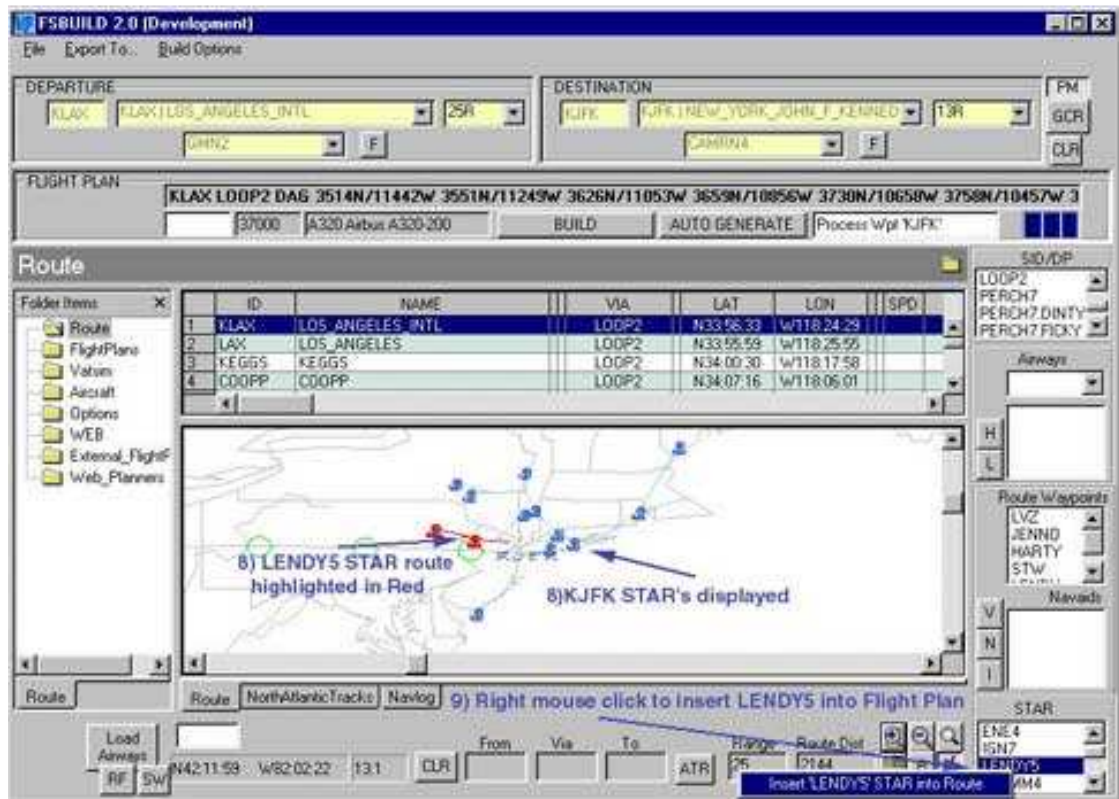 FSBUILD 2.0 (Development)
File Export To... Build Options
DEPARTURE
KLAX KLAX|LOS_ANGELES_INTL 25R
GMN2 F
DESTINATION
KJFK KJFK|NEW_YORK_JOHN_F_KENNED 13R
CAMRN4 F
FM
GCR
CLR
FLIGHT PLAN
KLAX LOOP2 DAG 3514N/11442W 3551N/11249W 3626N/11053W 3659N/10856W 3730N/10658W 3758N/10457W 3
37000 A320 Airbus A320-200 BUILD AUTO GENERATE Process Wpt 'KJFK'
Route
Folder Items ×
Route
FlightPlans
Vatsim
Aircraft
Options
WEB
External_FlightP
Web_Planners
Route
ID NAME VIA LAT LON SPD
1 KLAX LOS_ANGELES_INTL LOOP2 N33:56:33 W118:24:29
2 LAX LOS_ANGELES LOOP2 N33:55:59 W118:25:55
3 KEGGS KEGGS LOOP2 N34:00:30 W118:17:58
4 COOPP COOPP LOOP2 N34:07:16 W118:06:01
8) LENDY5 STAR route
highlighted in Red
8)KJFK STAR's displayed
Route NorthAtlanticTracks Navlog
9) Right mouse click to Insert LENDY5 into Flight Plan
SID/DP
LOOP2
PERCH7
PERCH7.DINTY
PERCH7.FICKY
Airways
H
L
Route Waypoints
LVZ
JENNO
HARTY
STW
Navaids
V
N
I
STAR
ENE4
IGN7
LENDY5
Load
Airways
RF SW
N42:11:59 W82:02:22 13.1 CLR
From Via To
ATR
Range Route Dist
25 2144
Insert 'LENDY5' STAR into Route